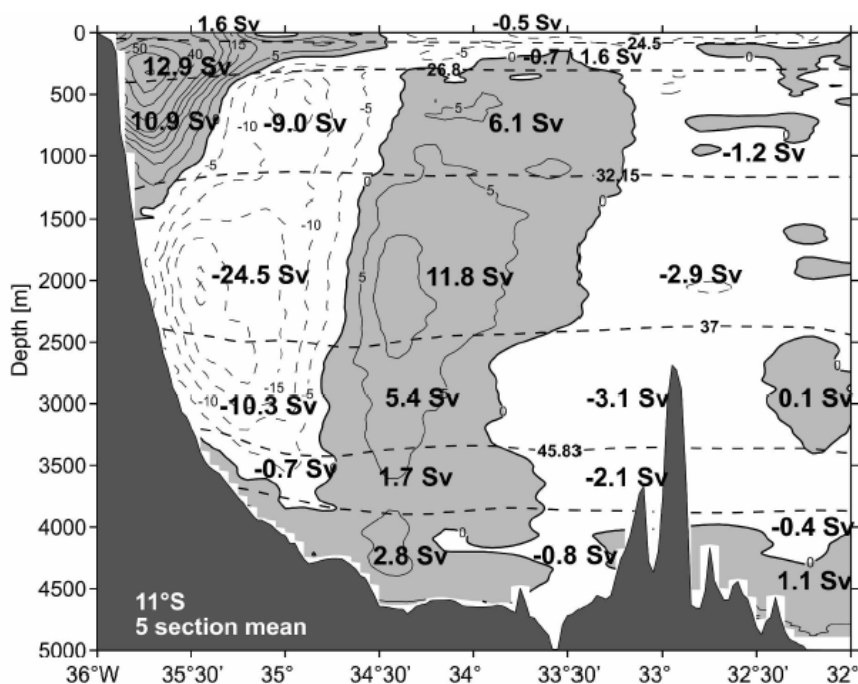 1.6 Sv -0.5 Sv
0
50 40 15 5 24.5
12.9 Sv -0.7 / 1.6 Sv
26.8
500
10.9 Sv -10 -9.0 Sv -5 5 6.1 Sv
-1.2 Sv
1000
-5 0 5 32.15
1500
-10
2000
-24.5 Sv 5 11.8 Sv -2.9 Sv
2500
37
Depth [m]
3000
-10 -15 -5
-10.3 Sv 5.4 Sv -3.1 Sv 0.1 Sv
3500
45.83
-0.7 Sv 1.7 Sv -2.1 Sv
4000
-0.4 Sv
2.8 Sv 0 -0.8 Sv
4500
1.1 Sv
11°S
5 section mean
5000
36°W 35°30' 35° 34°30' 34° 33°30' 33° 32°30' 32°